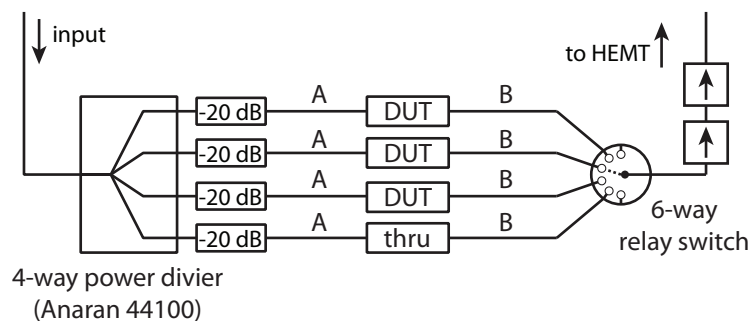 input
to HEMT
-20 dB A DUT B
-20 dB A DUT B
-20 dB A DUT B
-20 dB A thru B
6-way
relay switch
4-way power divier
(Anaran 44100)